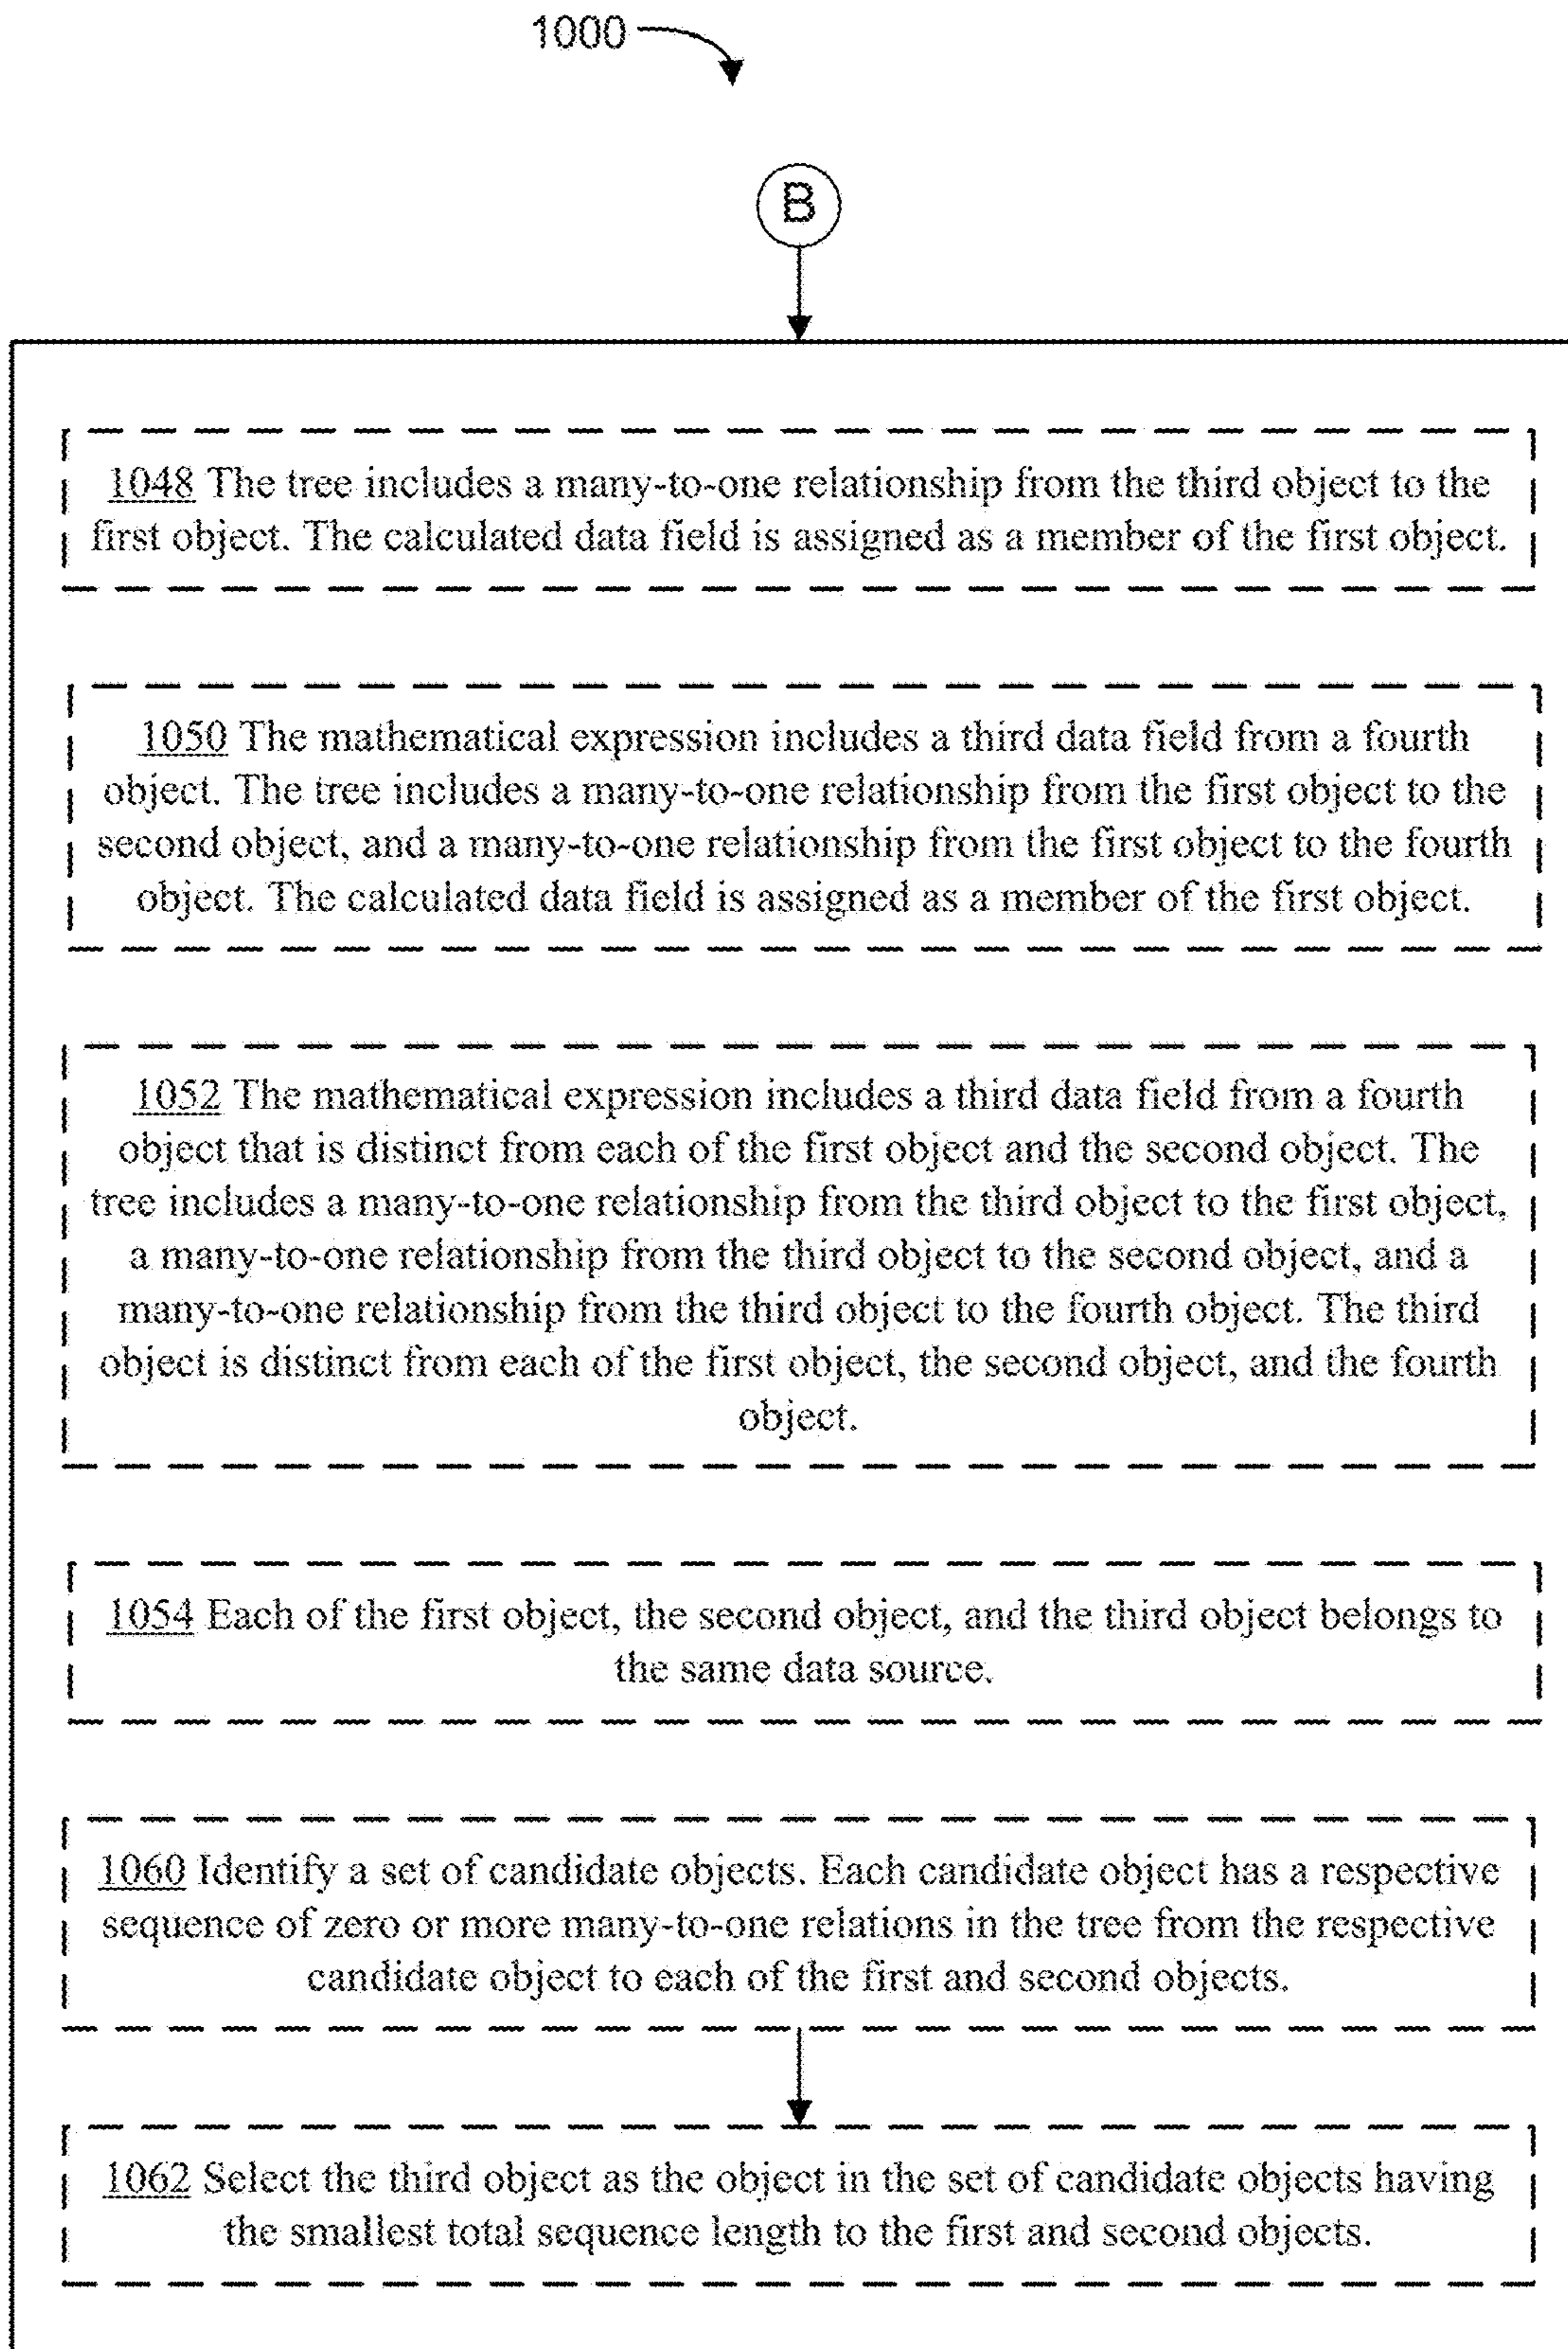 1000
B
1048 The tree includes a many-to-one relationship from the third object to the
first object. The calculated data field is assigned as a member of the first object.
1050 The mathematical expression includes a third data field from a fourth
object. The tree includes a many-to-one relationship from the first object to the
second object, and a many-to-one relationship from the first object to the fourth
object. The calculated data field is assigned as a member of the first object.
1052 The mathematical expression includes a third data field from a fourth
object that is distinct from each of the first object and the second object. The
tree includes a many-to-one relationship from the third object to the first object,
a many-to-one relationship from the third object to the second object, and a
many-to-one relationship from the third object to the fourth object. The third
object is distinct from each of the first object, the second object, and the fourth
object.
1054 Each of the first object, the second object, and the third object belongs to
the same data source.
1060 Identify a set of candidate objects. Each candidate object has a respective
sequence of zero or more many-to-one relations in the tree from the respective
candidate object to each of the first and second objects.
1062 Select the third object as the object in the set of candidate objects having
the smallest total sequence length to the first and second objects.